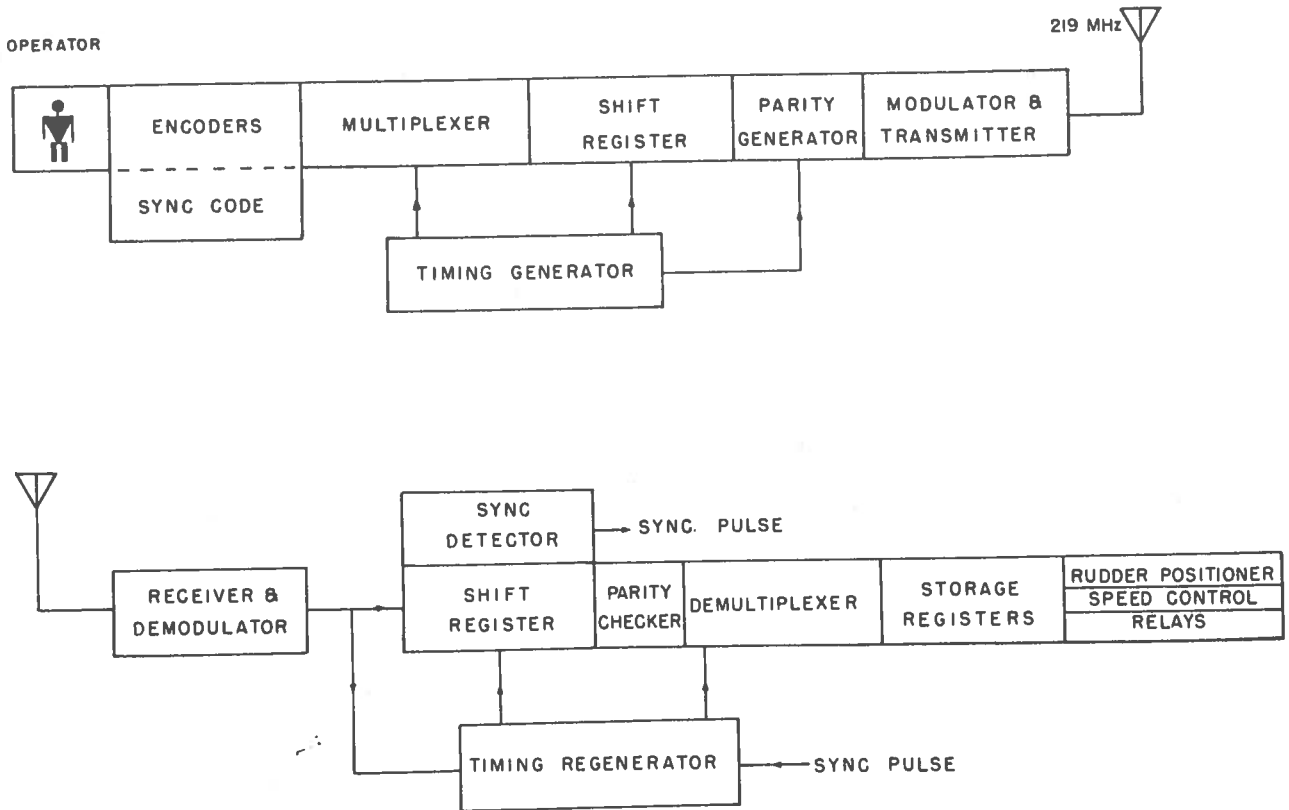 219 MHz
OPERATOR
ENCODERS
SYNC CODE
MULTIPLEXER
SHIFT
REGISTER
PARITY
GENERATOR
MODULATOR &
TRANSMITTER
TIMING GENERATOR
SYNC
DETECTOR
SYNC. PULSE
RECEIVER &
DEMODULATOR
SHIFT
REGISTER
PARITY
CHECKER
DEMULTIPLEXER
STORAGE
REGISTERS
RUDDER POSITIONER
SPEED CONTROL
RELAYS
TIMING REGENERATOR
SYNC PULSE